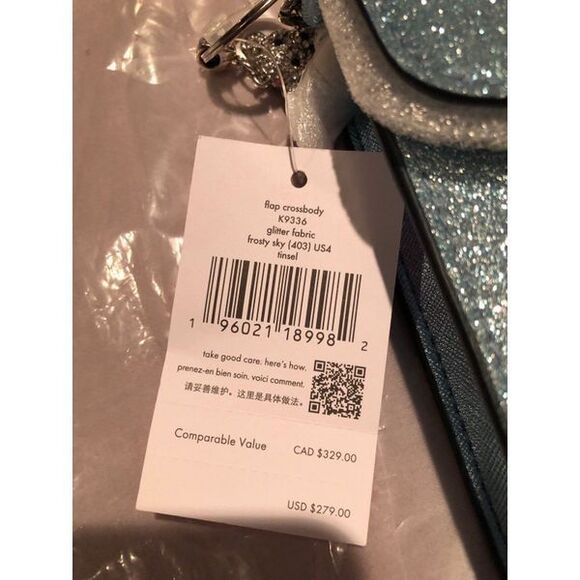 flap crossbody
K9336
glitter fabric
frosty sky (403) US4
tinsel
1 96021 18998 2
take good care. here's how.
prenez-en bien soin. voici comment.
请妥善维护。这里是具体做法。
Comparable Value CAD $329.00
USD $279.00